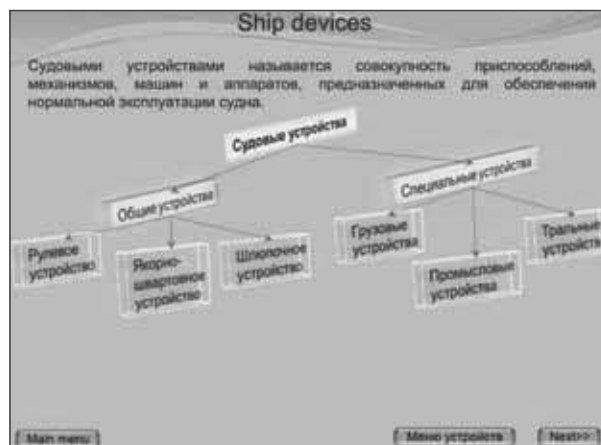 Ship devices
Судовыми устройствами называется совокупность приспособлений,
механизмов, машин и аппаратов, предназначенных для обеспечения
нормальной эксплуатации судна.
Судовые устройства
Общие устройства
Специальные устройства
Рулевое
устройство
Якорно-
швартовное
устройство
Шлюпочное
устройство
Грузовые
устройства
Промысловые
устройства
Тральные
устройств
Main menu
Меню устройств
Next>>